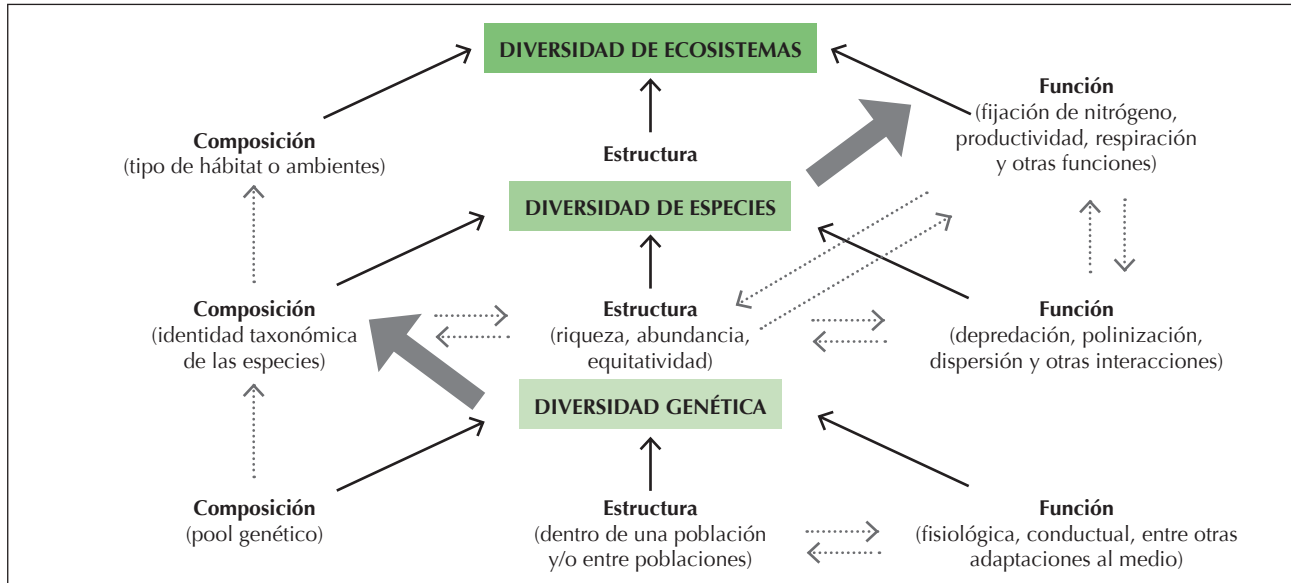 DIVERSIDAD DE ECOSISTEMAS
Composición
(tipo de hábitat o ambientes)
Estructura
Función
(fijación de nitrógeno,
productividad, respiración
y otras funciones)
DIVERSIDAD DE ESPECIES
Composición
(identidad taxonómica
de las especies)
Estructura
(riqueza, abundancia,
equitatividad)
Función
(depredación, polinización,
dispersión y otras interacciones)
DIVERSIDAD GENÉTICA
Composición
(pool genético)
Estructura
(dentro de una población
y/o entre poblaciones)
Función
(fisiológica, conductual, entre otras
adaptaciones al medio)